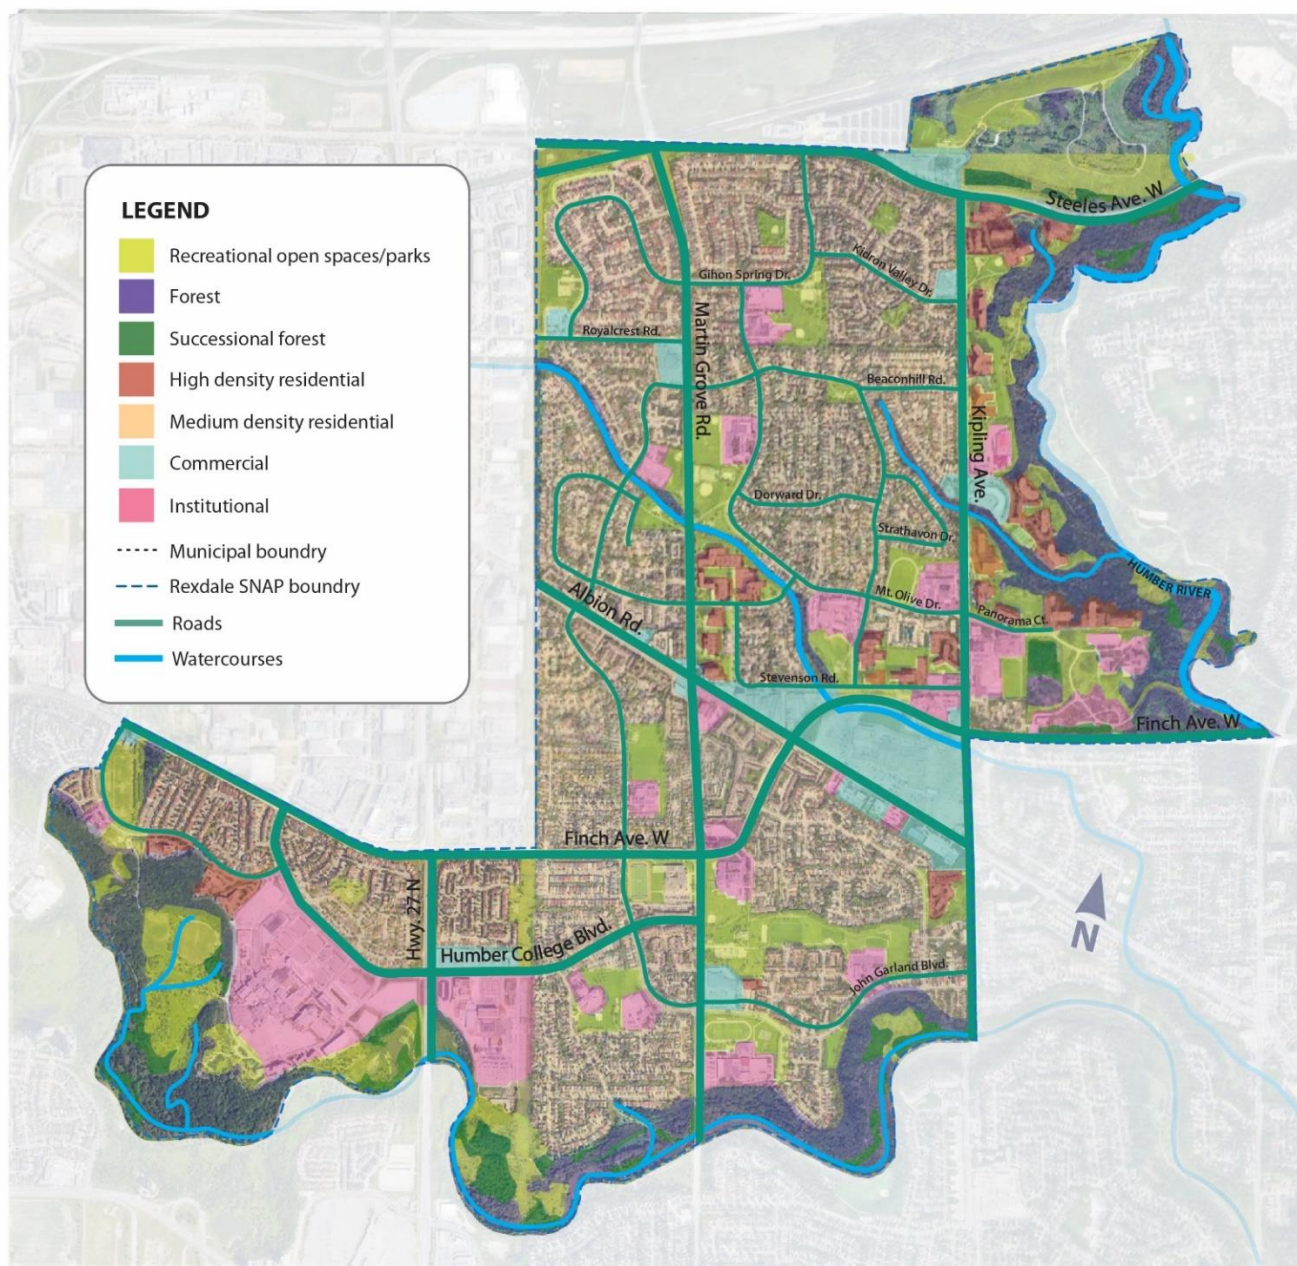 LEGEND
Recreational open spaces/parks
Forest
Successional forest
High density residential
Medium density residential
Commercial
Institutional
Municipal boundry
Rexdale SNAP boundry
Roads
Watercourses
Steeles Ave. W
Kidron Valley Dr.
Gihon Spring Dr.
Royalcrest Rd.
Martin Grove Rd.
Beaconhill Rd.
Kipling Ave.
Dorward Dr.
Strathavon Dr.
HUMBER RIVER
Albion Rd.
Mt. Olive Dr.
Panorama Ct.
Stevenson Rd.
Finch Ave. W
Finch Ave. W
Hwy. 27 N
Humber College Blvd.
John Garland Blvd.
N